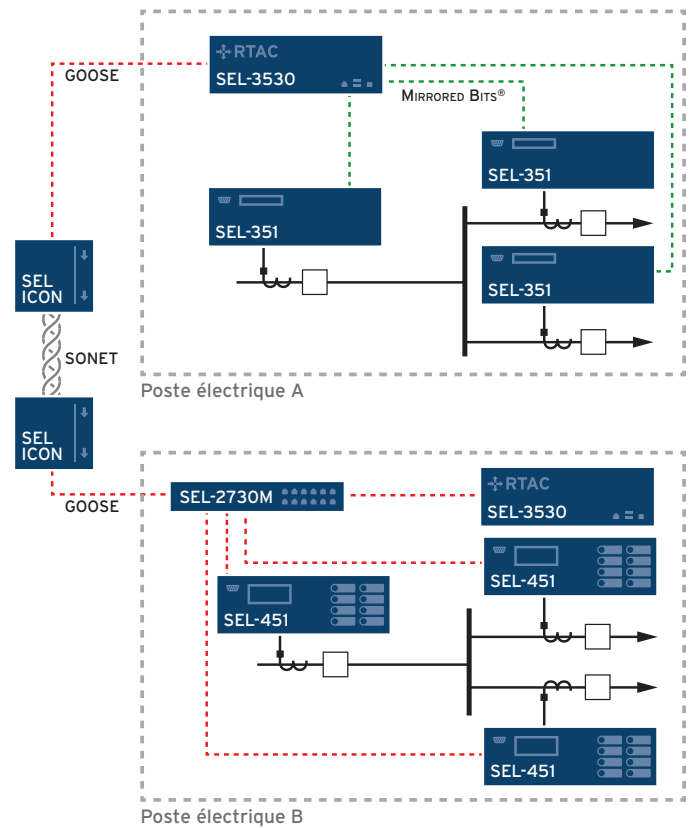 RTAC
SEL-3530
GOOSE
MIRRORED BITS®
SEL-351
SEL-351
SEL-351
SEL
ICON
SONET
Poste électrique A
SEL
ICON
GOOSE
SEL-2730M
RTAC
SEL-3530
SEL-451
SEL-451
SEL-451
Poste électrique B